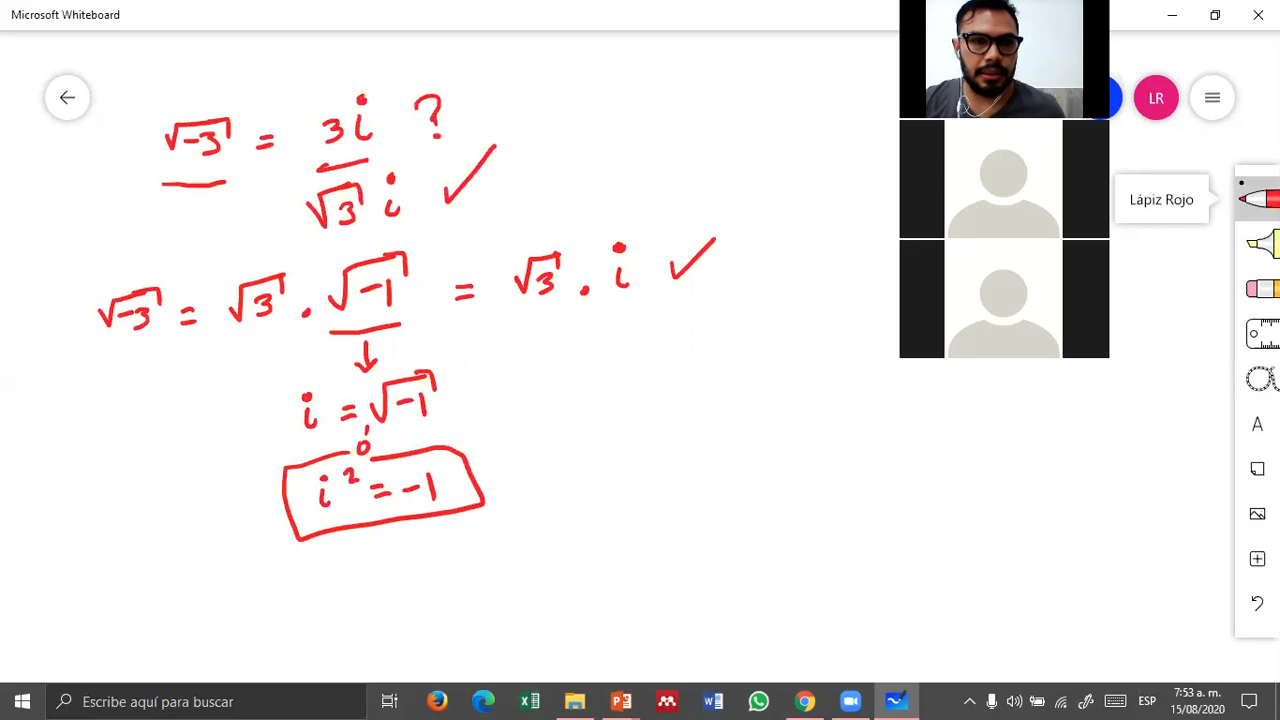 Microsoft Whiteboard
√-3 = 3i ?
√3 i ✓
LR
Lápiz Rojo
√-3 = √3 . √-1 = √3 . i ✓
↓
i = √-1
ó
i² = -1
A
Escribe aquí para buscar
ESP
7:53 a. m.
15/08/2020